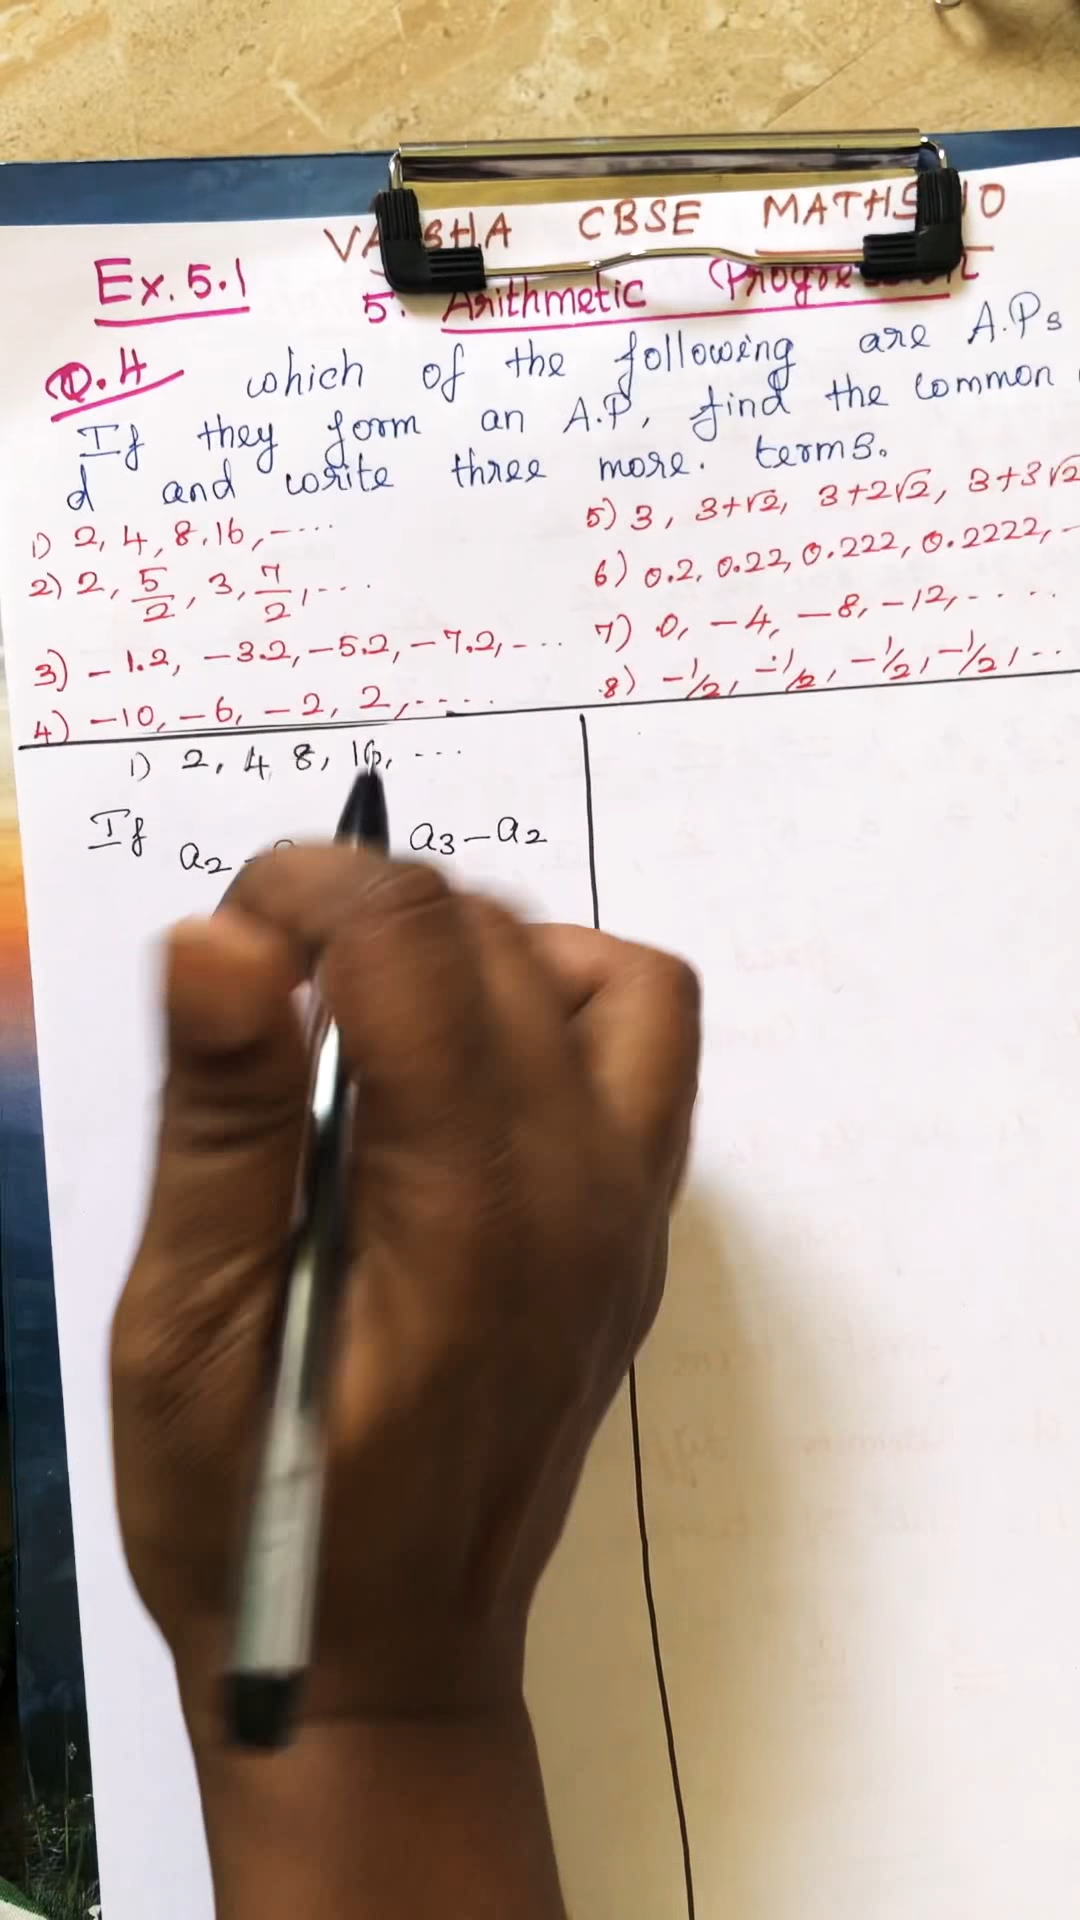 CBSE MATHS 10
Ex. 5.1
5. Arithmetic
Q.4 which of the following are A.Ps
If they form an A.P, find the common
d and write three more. terms.
1) 2, 4, 8, 16, -....
2) 2, 5/2, 3, 7/2, ...
3) -1.2, -3.2, -5.2, -7.2, -...
4) -10, -6, -2, 2, -....
5) 3, 3+√2, 3+2√2, 3+3√2
6) 0.2, 0.22, 0.222, 0.2222, -
7) 0, -4, -8, -12, -....
8) -1/2, -1/2, -1/2, -1/2, ...
1) 2, 4, 8, 16, ...
If a2 - a3 - a2